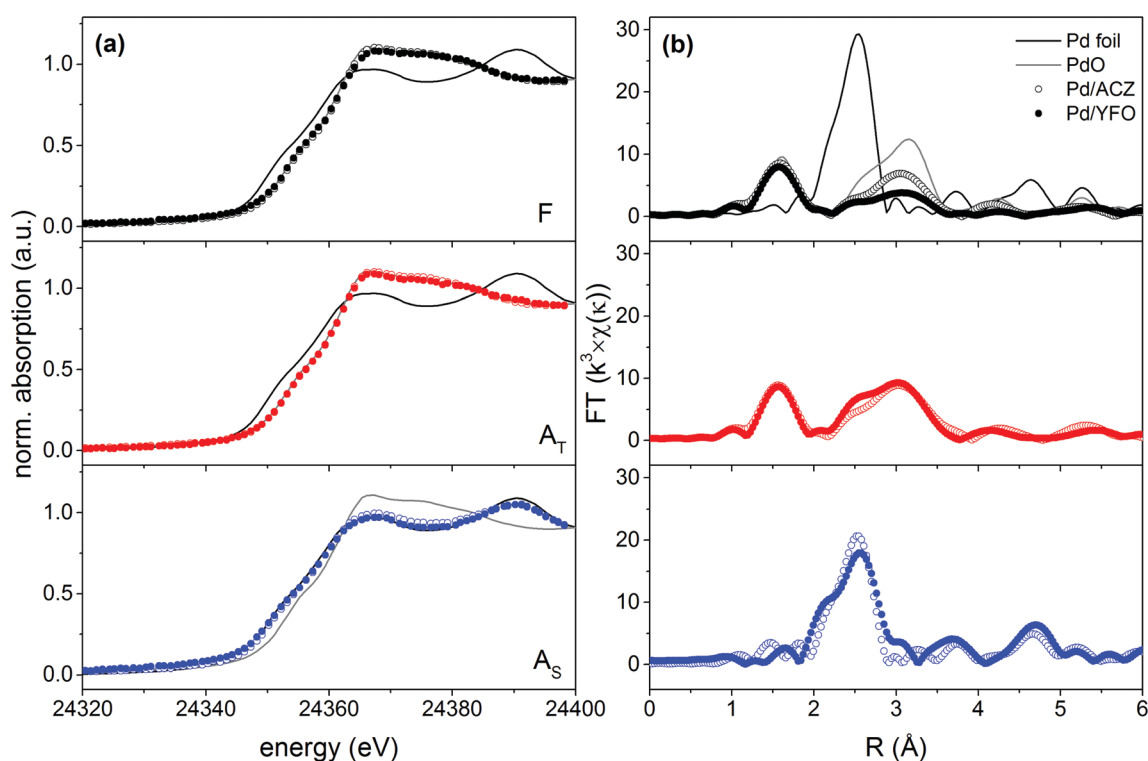 (a)
1.0
0.5
0.0
F
1.0
0.5
0.0
A_T
1.0
0.5
0.0
A_S
norm. absorption (a.u.)
24320 24340 24360 24380 24400
energy (eV)
(b)
Pd foil
PdO
Pd/ACZ
Pd/YFO
30
20
10
0
30
20
10
0
30
20
10
0
FT (k³×χ(κ))
0 1 2 3 4 5 6
R (Å)